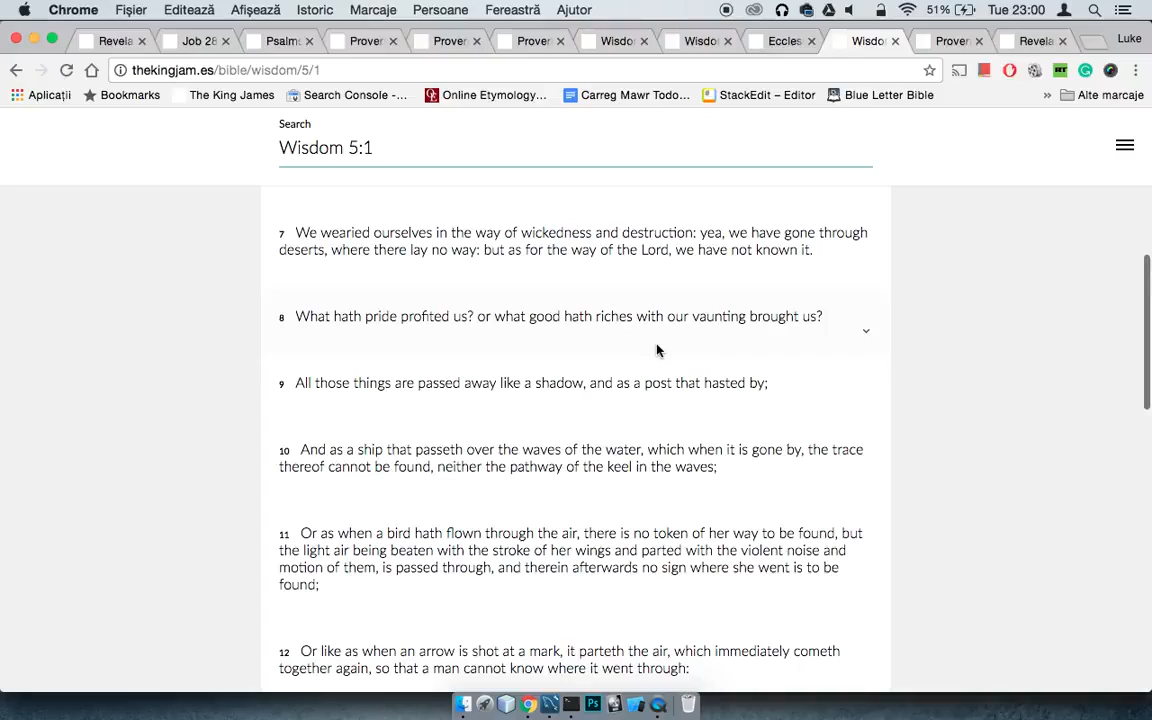 Chrome Fișier Editează Afișează Istoric Marcaje Persoane Fereastră Ajutor 51% Tue 23:00
Revela Job 28 Psalm Prover Prover Prover Wisdo Wisdo Eccles Wisdo Prover Revela Luke
thekingjam.es/bible/wisdom/5/1
Aplicații Bookmarks The King James Search Console -... Online Etymology... Carreg Mawr Todo... StackEdit – Editor Blue Letter Bible » Alte marcaje
Search
Wisdom 5:1
7 We wearied ourselves in the way of wickedness and destruction: yea, we have gone through
deserts, where there lay no way: but as for the way of the Lord, we have not known it.
8 What hath pride profited us? or what good hath riches with our vaunting brought us?
9 All those things are passed away like a shadow, and as a post that hasted by;
10 And as a ship that passeth over the waves of the water, which when it is gone by, the trace
thereof cannot be found, neither the pathway of the keel in the waves;
11 Or as when a bird hath flown through the air, there is no token of her way to be found, but
the light air being beaten with the stroke of her wings and parted with the violent noise and
motion of them, is passed through, and therein afterwards no sign where she went is to be
found;
12 Or like as when an arrow is shot at a mark, it parteth the air, which immediately cometh
together again, so that a man cannot know where it went through: